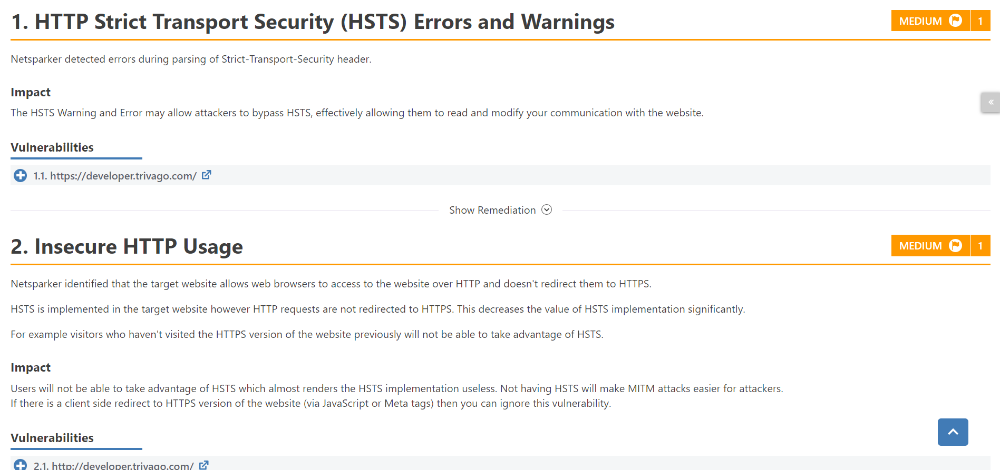 1. HTTP Strict Transport Security (HSTS) Errors and Warnings
MEDIUM 1
Netsparker detected errors during parsing of Strict-Transport-Security header.
Impact
The HSTS Warning and Error may allow attackers to bypass HSTS, effectively allowing them to read and modify your communication with the website.
Vulnerabilities
1.1. https://developer.trivago.com/
Show Remediation
2. Insecure HTTP Usage
MEDIUM 1
Netsparker identified that the target website allows web browsers to access to the website over HTTP and doesn't redirect them to HTTPS.
HSTS is implemented in the target website however HTTP requests are not redirected to HTTPS. This decreases the value of HSTS implementation significantly.
For example visitors who haven't visited the HTTPS version of the website previously will not be able to take advantage of HSTS.
Impact
Users will not be able to take advantage of HSTS which almost renders the HSTS implementation useless. Not having HSTS will make MITM attacks easier for attackers.
If there is a client side redirect to HTTPS version of the website (via JavaScript or Meta tags) then you can ignore this vulnerability.
Vulnerabilities
2.1. http://developer.trivago.com/